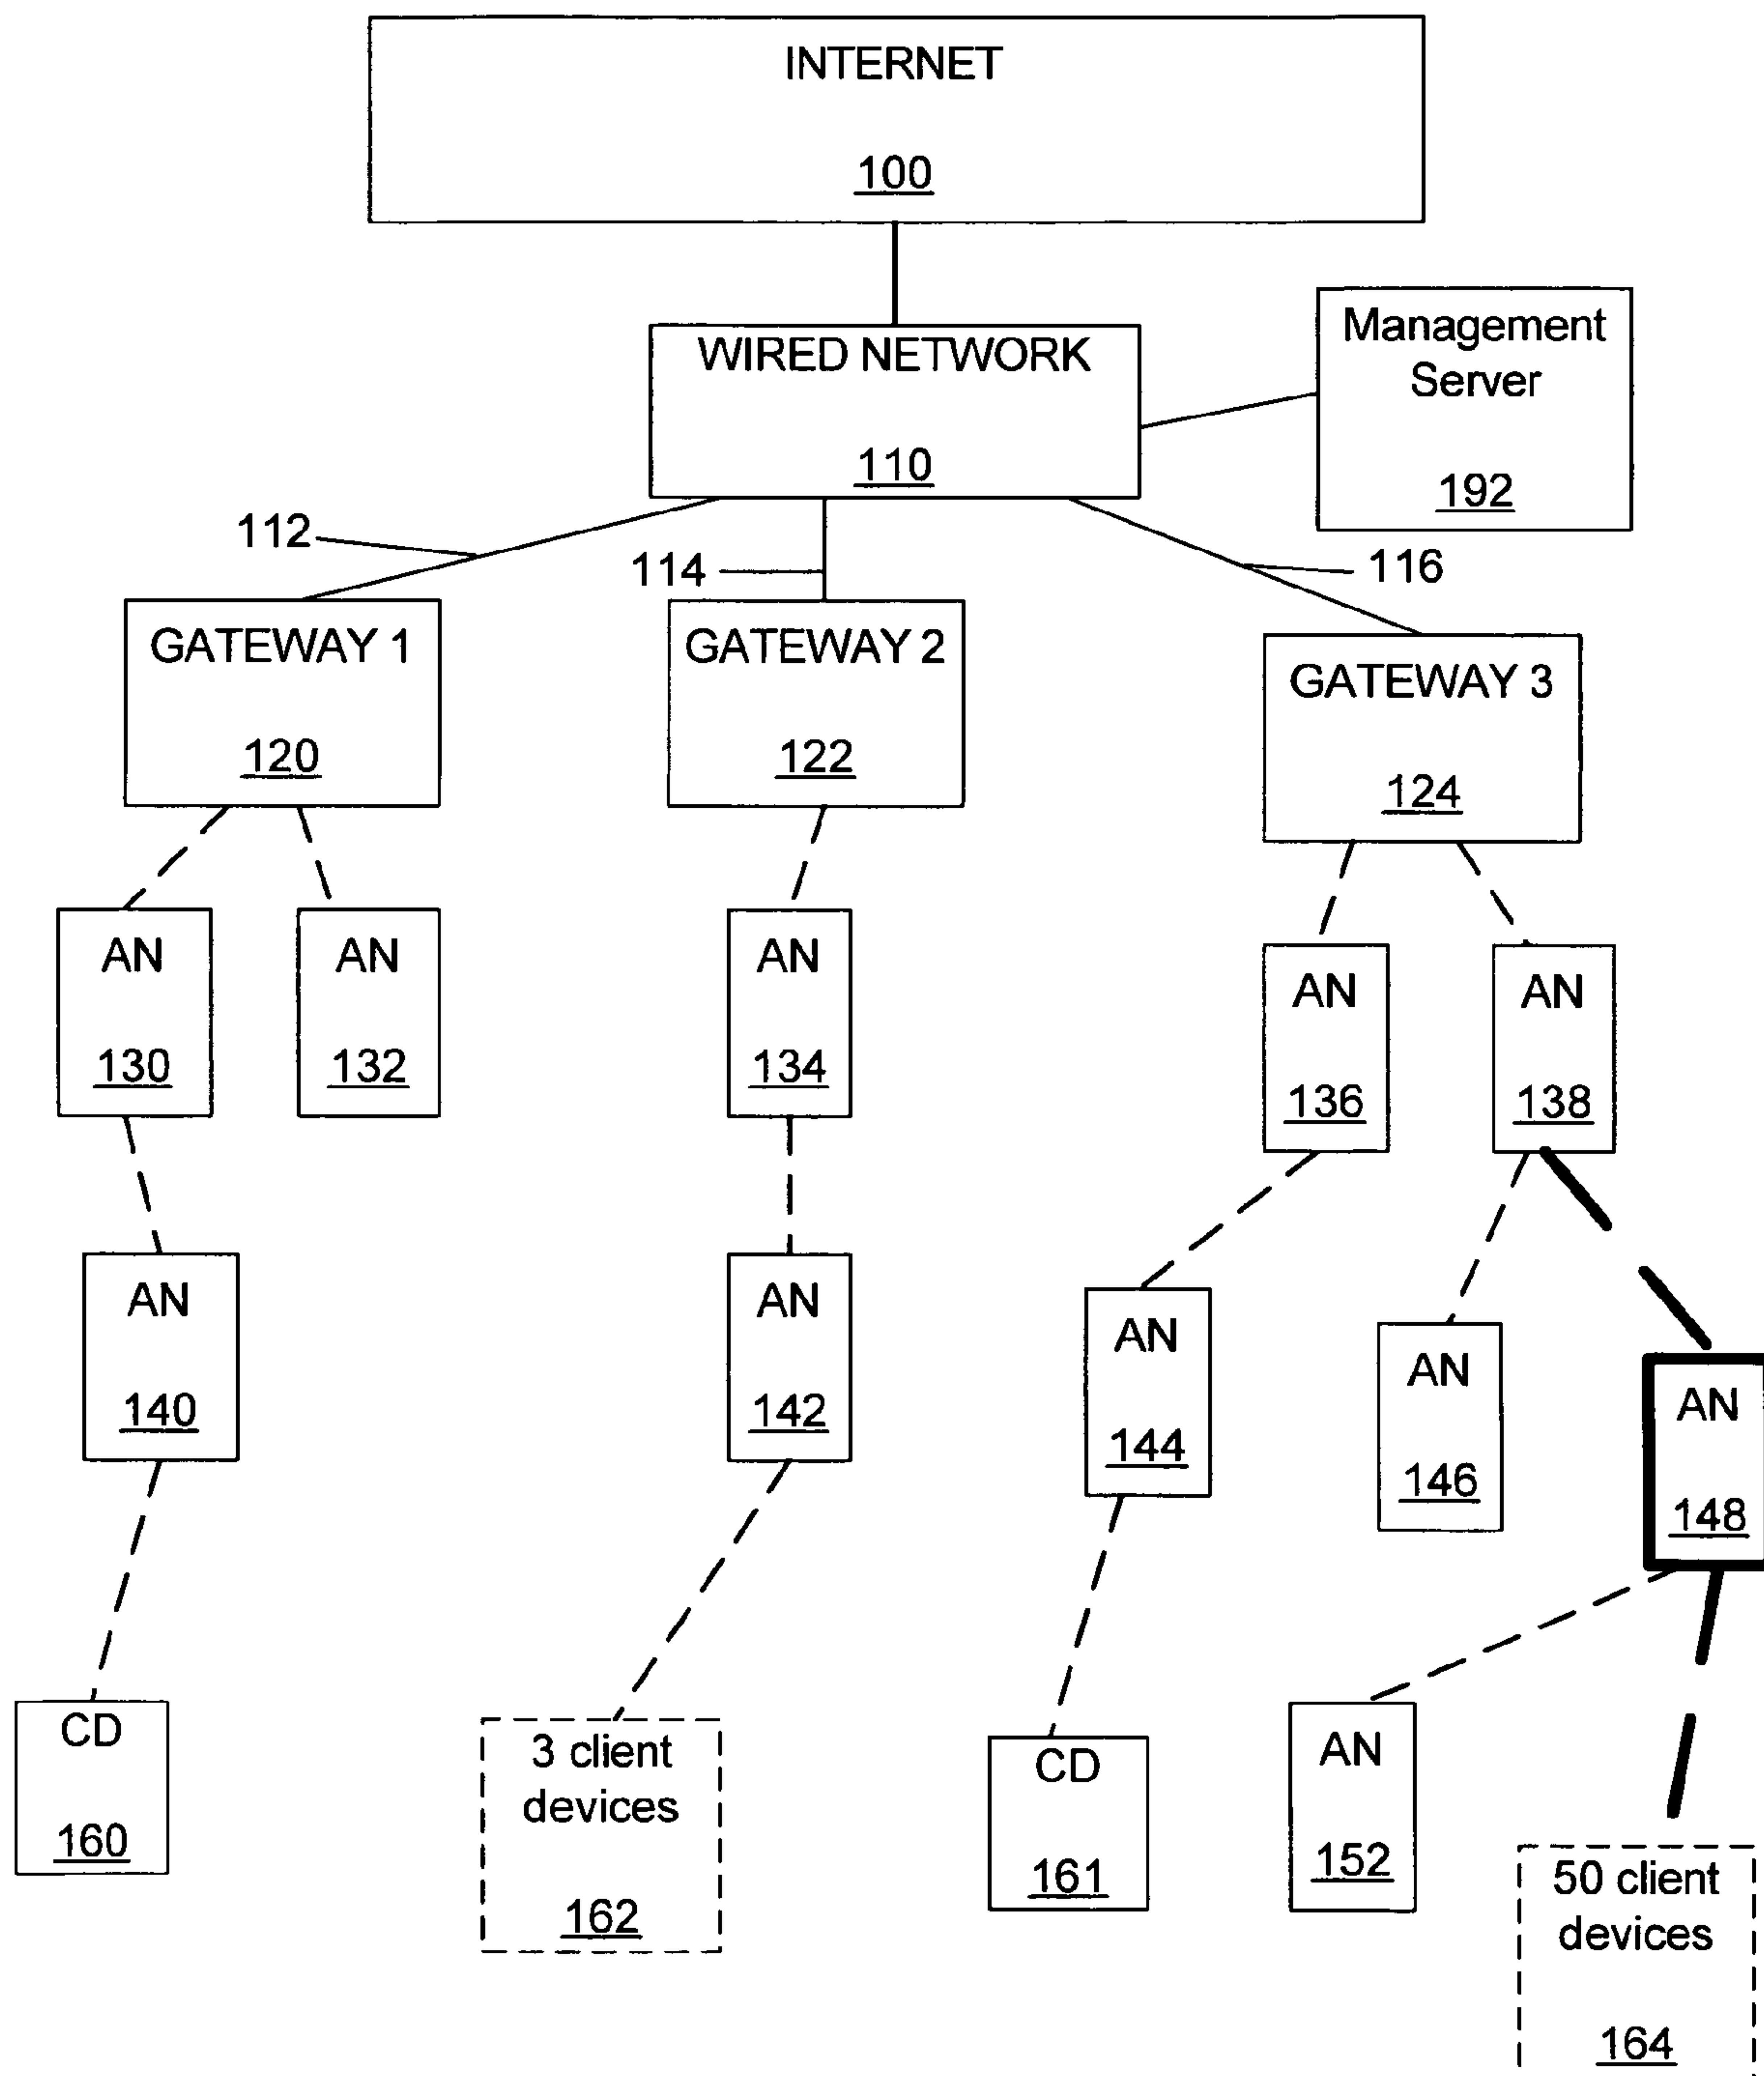 INTERNET
100
WIRED NETWORK
110
Management
Server
192
112
114
116
GATEWAY 1
120
GATEWAY 2
122
GATEWAY 3
124
AN
130
AN
132
AN
134
AN
136
AN
138
AN
140
AN
142
AN
144
AN
146
AN
148
CD
160
3 client
devices
162
CD
161
AN
152
50 client
devices
164